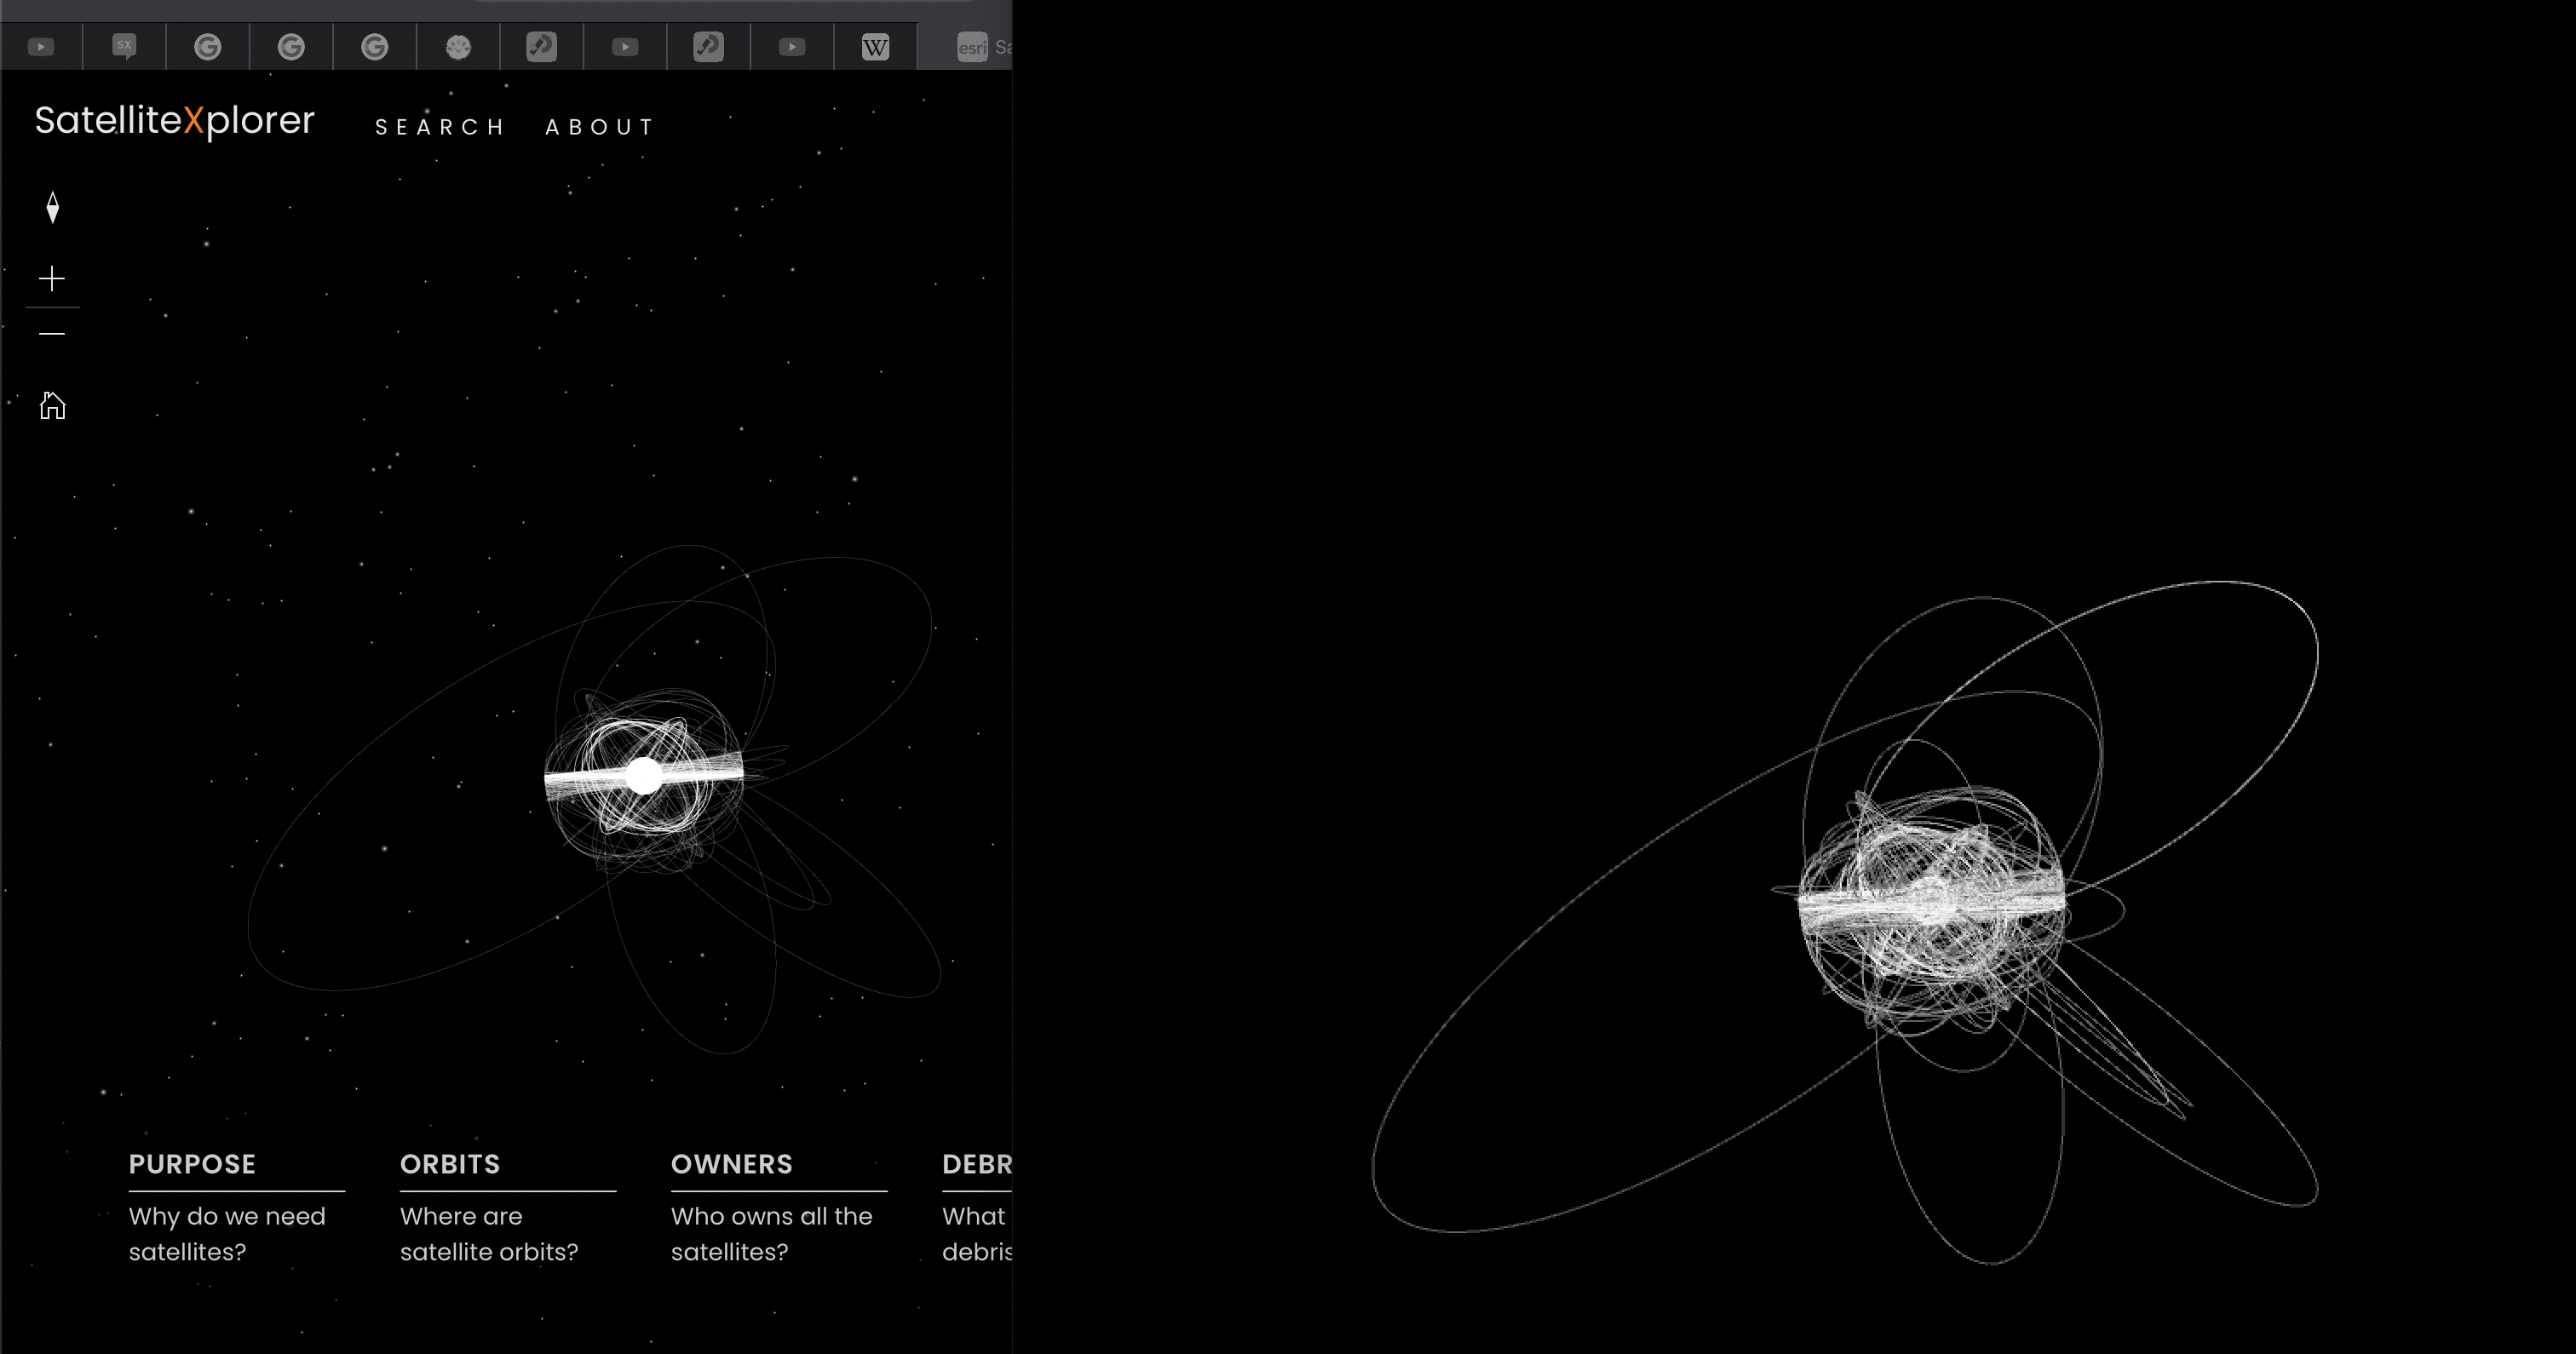 SX
W
esri Sa
SatelliteXplorer
SEARCH ABOUT
PURPOSE
Why do we need
satellites?
ORBITS
Where are
satellite orbits?
OWNERS
Who owns all the
satellites?
DEBR
What
debris